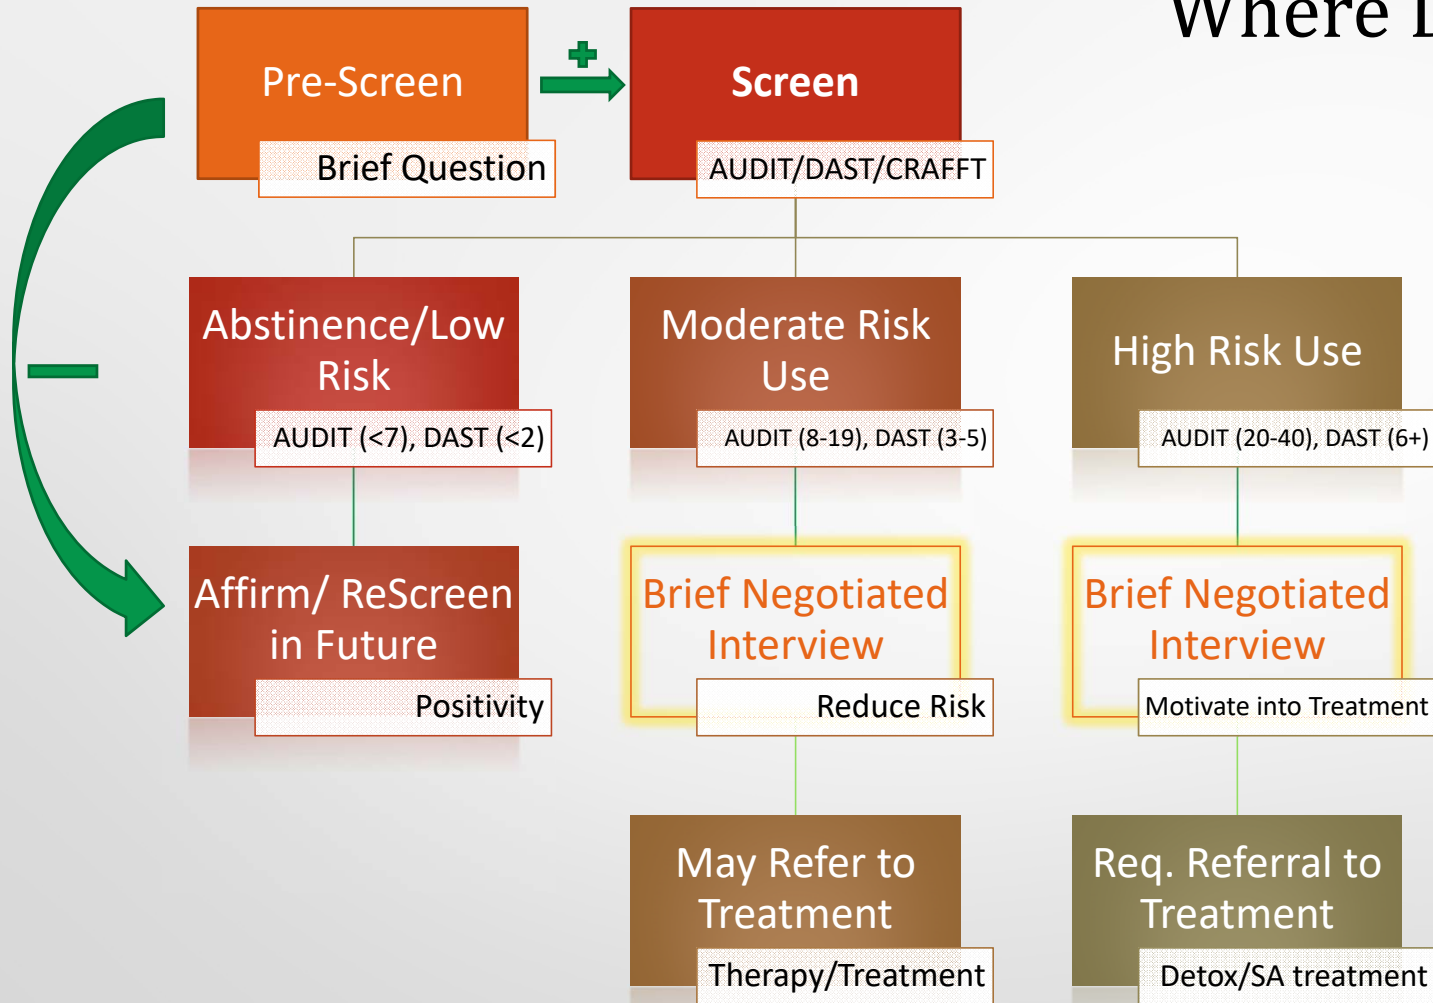 Where
Pre-Screen
Brief Question
Screen
AUDIT/DAST/CRAFFT
Abstinence/Low
Risk
AUDIT (<7), DAST (<2)
Moderate Risk
Use
AUDIT (8-19), DAST (3-5)
High Risk Use
AUDIT (20-40), DAST (6+)
Affirm/ ReScreen
in Future
Positivity
Brief Negotiated
Interview
Reduce Risk
Brief Negotiated
Interview
Motivate into Treatment
May Refer to
Treatment
Therapy/Treatment
Req. Referral to
Treatment
Detox/SA treatment